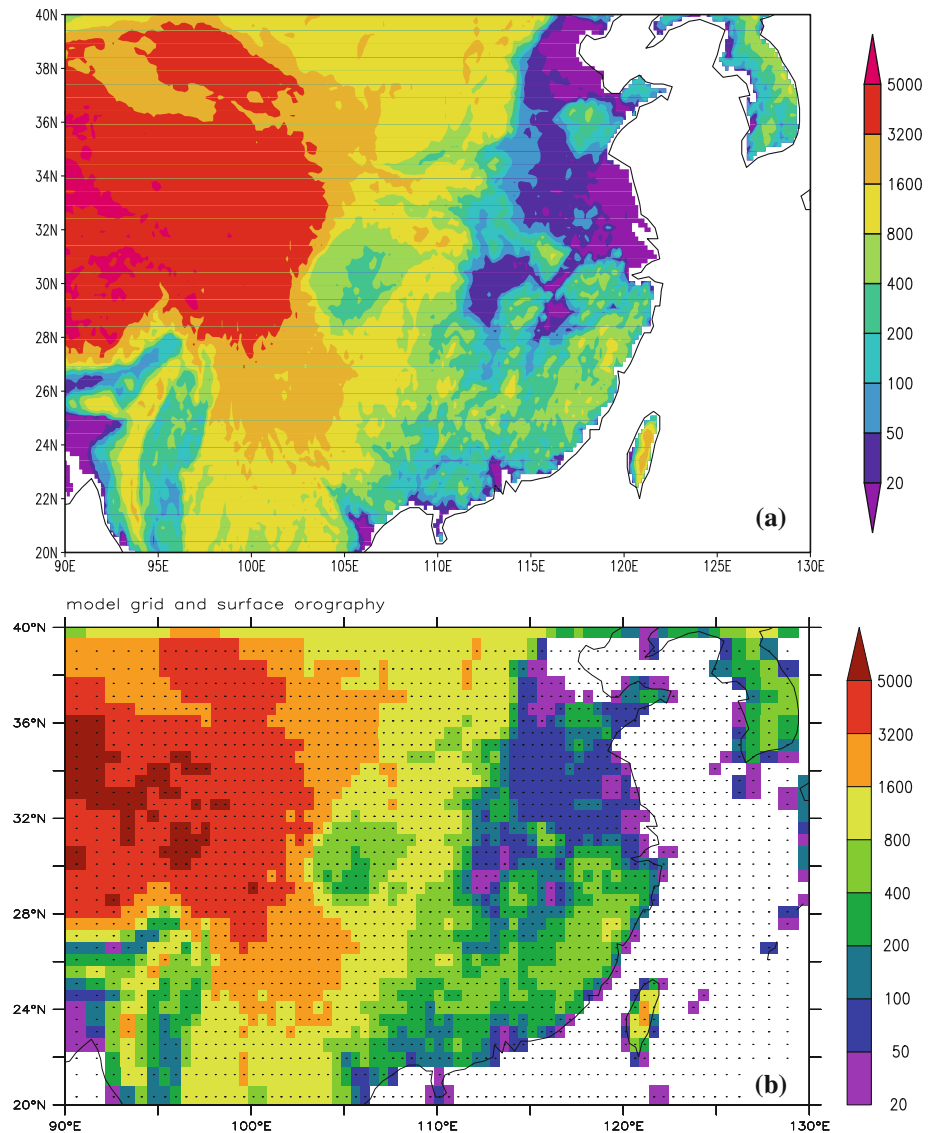 40N
38N
36N
34N
32N
30N
28N
26N
24N
22N
20N
90E 95E 100E 105E 110E 115E 120E 125E 130E
(a)
5000
3200
1600
800
400
200
100
50
20
model grid and surface orography
40°N
36°N
32°N
28°N
24°N
20°N
90°E 100°E 110°E 120°E 130°E
(b)
5000
3200
1600
800
400
200
100
50
20